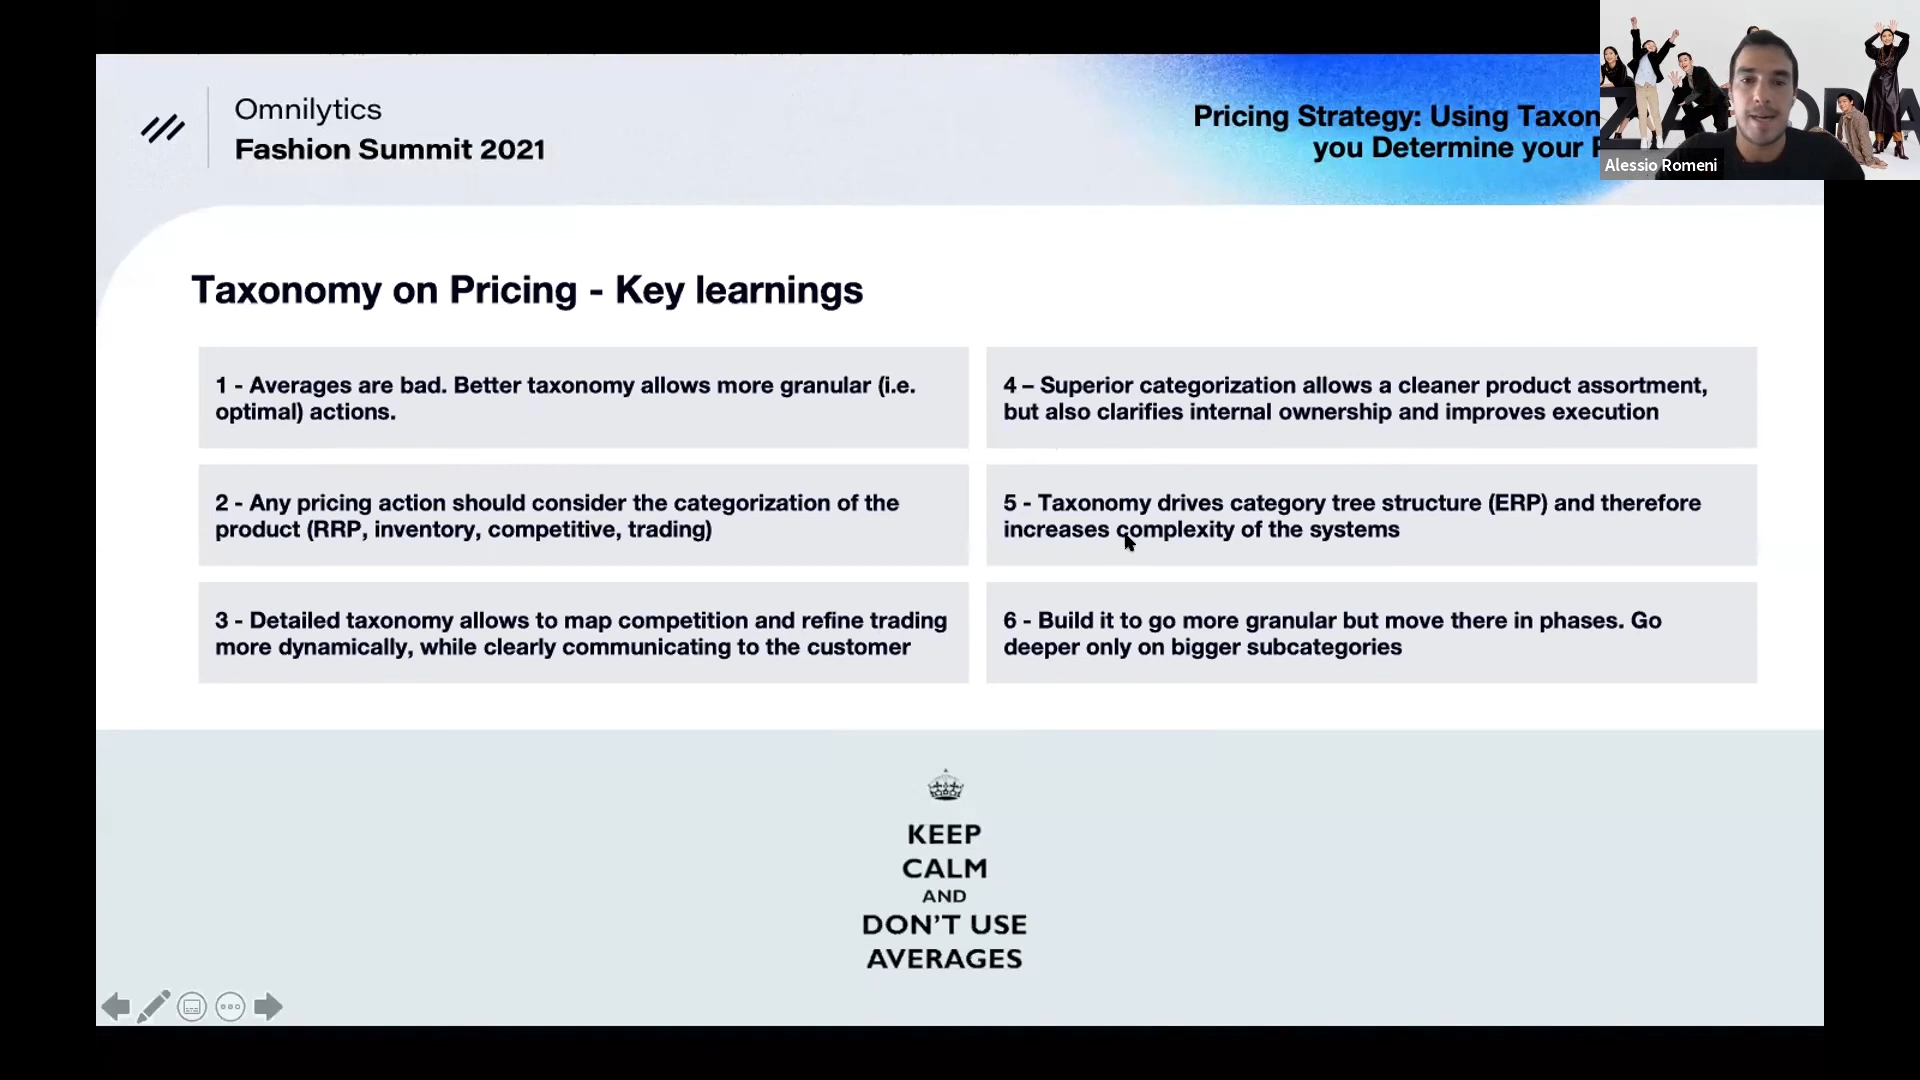 Omnilytics
Fashion Summit 2021
Pricing Strategy: Using Taxon
you Determine your
Alessio Romeni
Taxonomy on Pricing - Key learnings
1 - Averages are bad. Better taxonomy allows more granular (i.e.
optimal) actions.
2 - Any pricing action should consider the categorization of the
product (RRP, inventory, competitive, trading)
3 - Detailed taxonomy allows to map competition and refine trading
more dynamically, while clearly communicating to the customer
4 – Superior categorization allows a cleaner product assortment,
but also clarifies internal ownership and improves execution
5 - Taxonomy drives category tree structure (ERP) and therefore
increases complexity of the systems
6 - Build it to go more granular but move there in phases. Go
deeper only on bigger subcategories
KEEP
CALM
AND
DON'T USE
AVERAGES